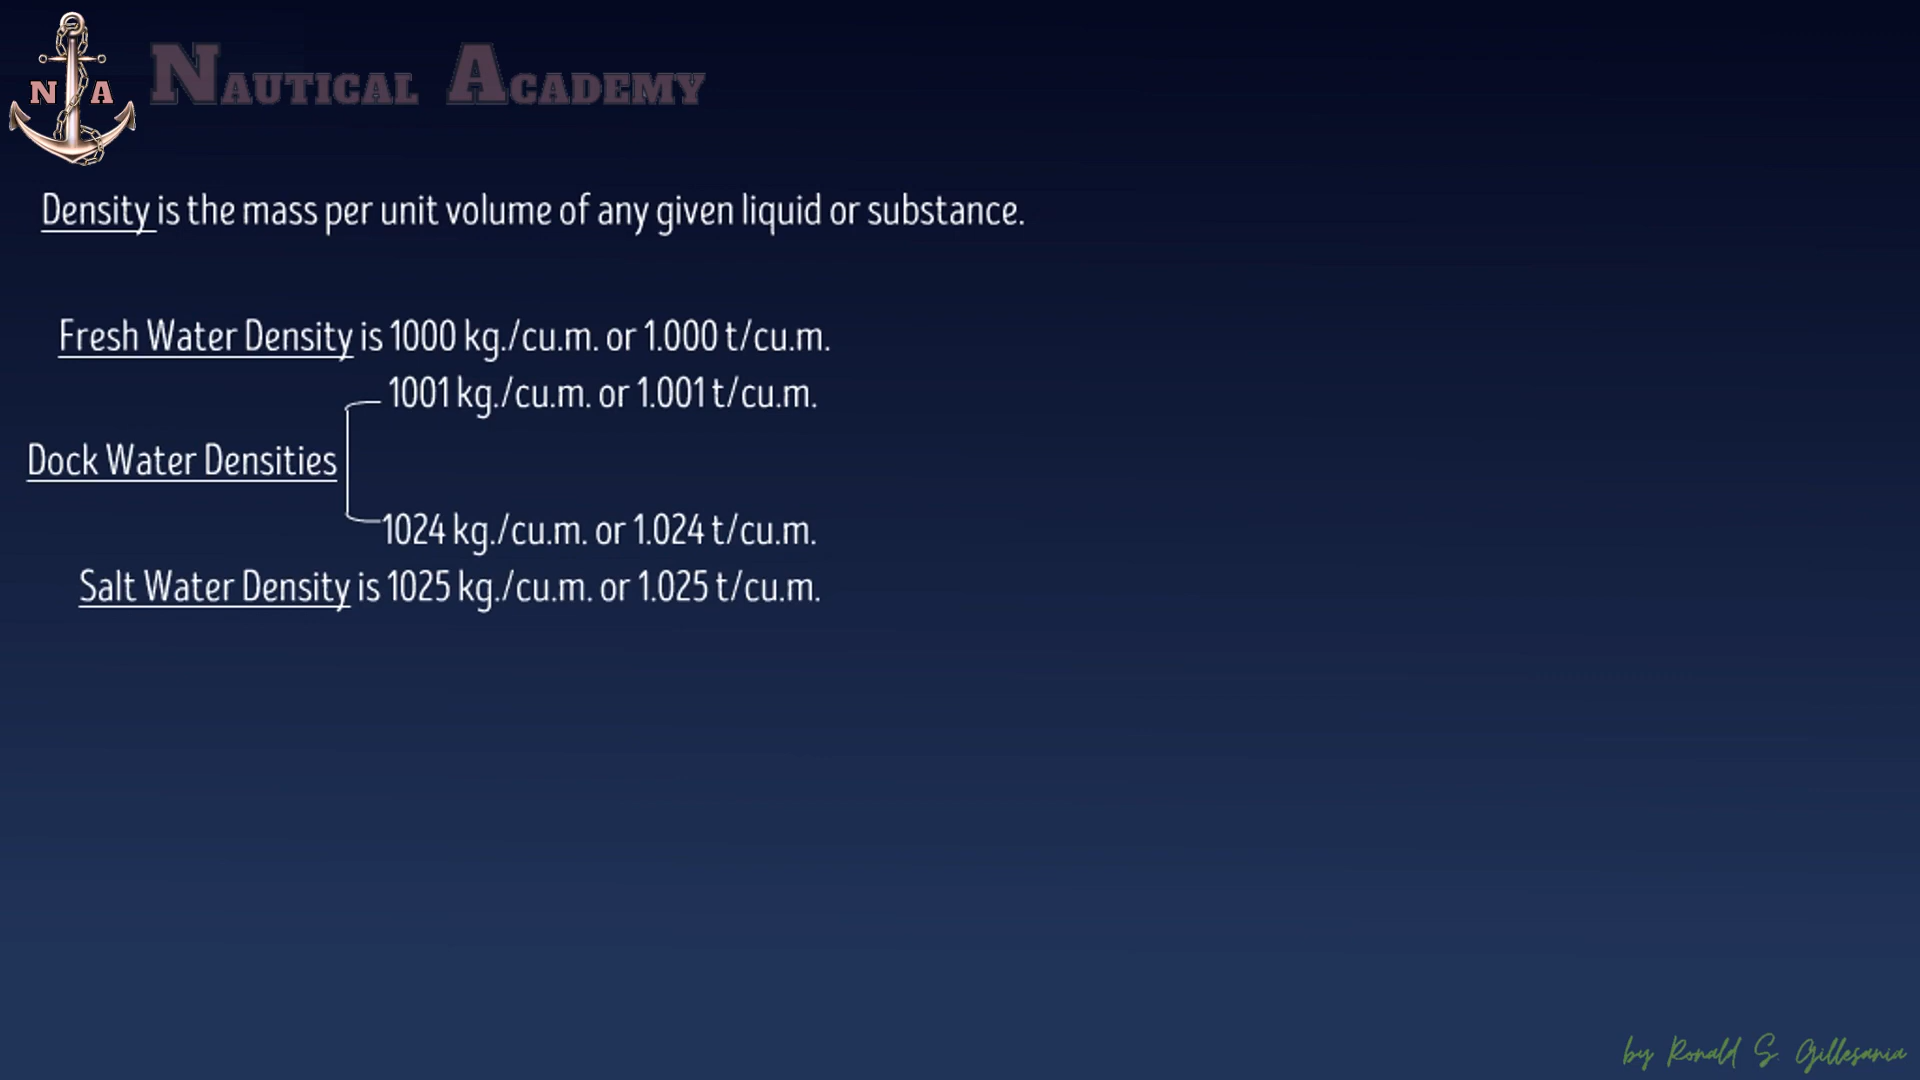 N A
Nautical Academy
Density is the mass per unit volume of any given liquid or substance.
Fresh Water Density is 1000 kg./cu.m. or 1.000 t/cu.m.
1001 kg./cu.m. or 1.001 t/cu.m.
Dock Water Densities
1024 kg./cu.m. or 1.024 t/cu.m.
Salt Water Density is 1025 kg./cu.m. or 1.025 t/cu.m.
by Ronald S. Gillesania